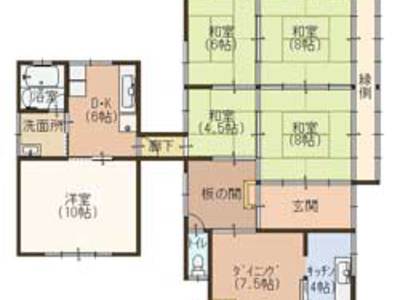 和室
(6帖)
和室
(8帖)
縁側
浴室
D・K
(6帖)
洗面所
和室
(4.5帖)
和室
(8帖)
廊下
洋室
(10帖)
板の間
玄関
トイレ
ダイニング
(7.5帖)
キッチン
(4帖)